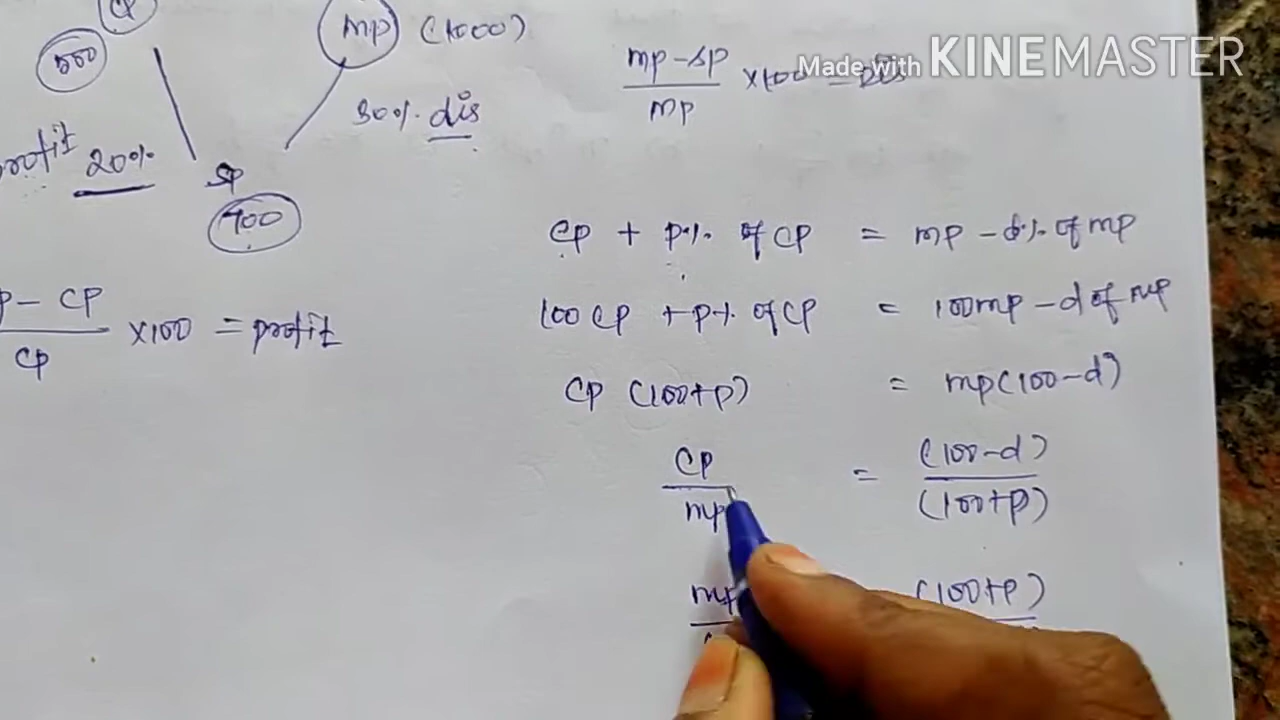 CP
mp (1000)
500
30% dis
profit 20%
SP
700
P - CP
CP
×100 = profit
mp - sp
mp
×100 = Dis
Made with KINEMASTER
CP + P% of CP = mp - d% of mp
100 CP + P% of CP = 100mp - d of mp
CP (100+P) = mp(100-d)
CP
mp
= (100-d)
(100+P)
mp
= (100+P)